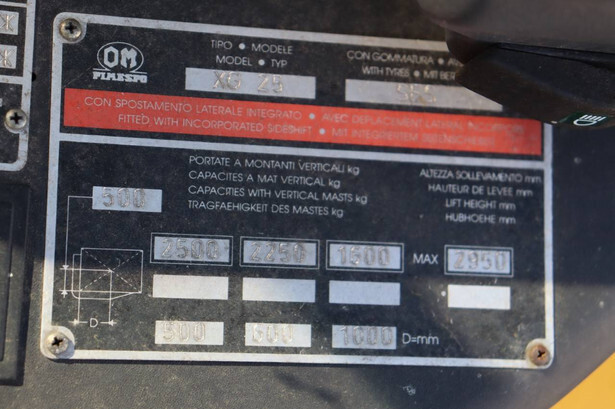 OM
PIMESPO
TIPO • MODELE
MODEL • TYP
XG 25
CON GOMMATURA •
WITH TYRES • MIT
CON SPOSTAMENTO LATERALE INTEGRATO • AVEC DEPLACEMENT LATERAL
FITTED WITH INCORPORATED SIDESHIFT • MIT INTEGRIERTEM
PORTATE A MONTANTI VERTICALI kg
CAPACITES A MAT VERTICAL kg
CAPACITIES WITH VERTICAL MASTS kg
TRAGFAEHIGKEIT DES MASTES kg
ALTEZZA SOLLEVAMENTO mm
HAUTEUR DE LEVEE mm
LIFT HEIGHT mm
HUBHOEHE mm
500
2500 2250 1600 MAX 2950
D
500 600 1000 D=mm